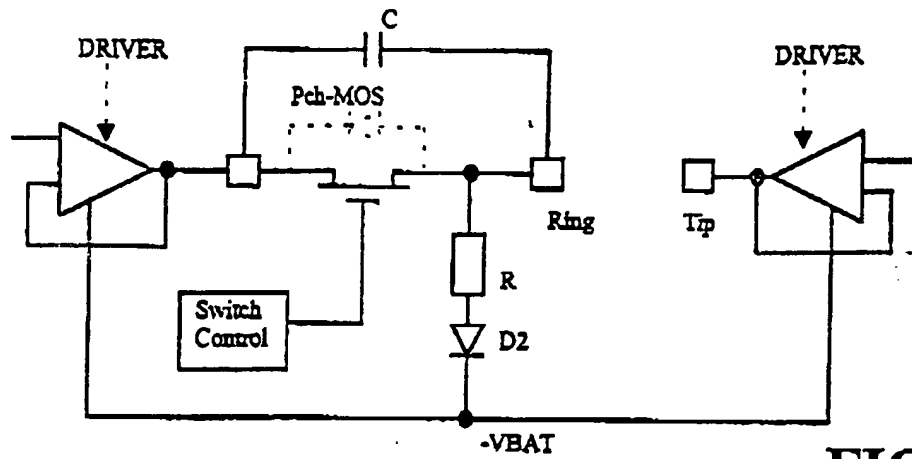 C
DRIVER
DRIVER
Pch-MOS
Ring
Tip
R
Switch
Control
D2
-VBAT